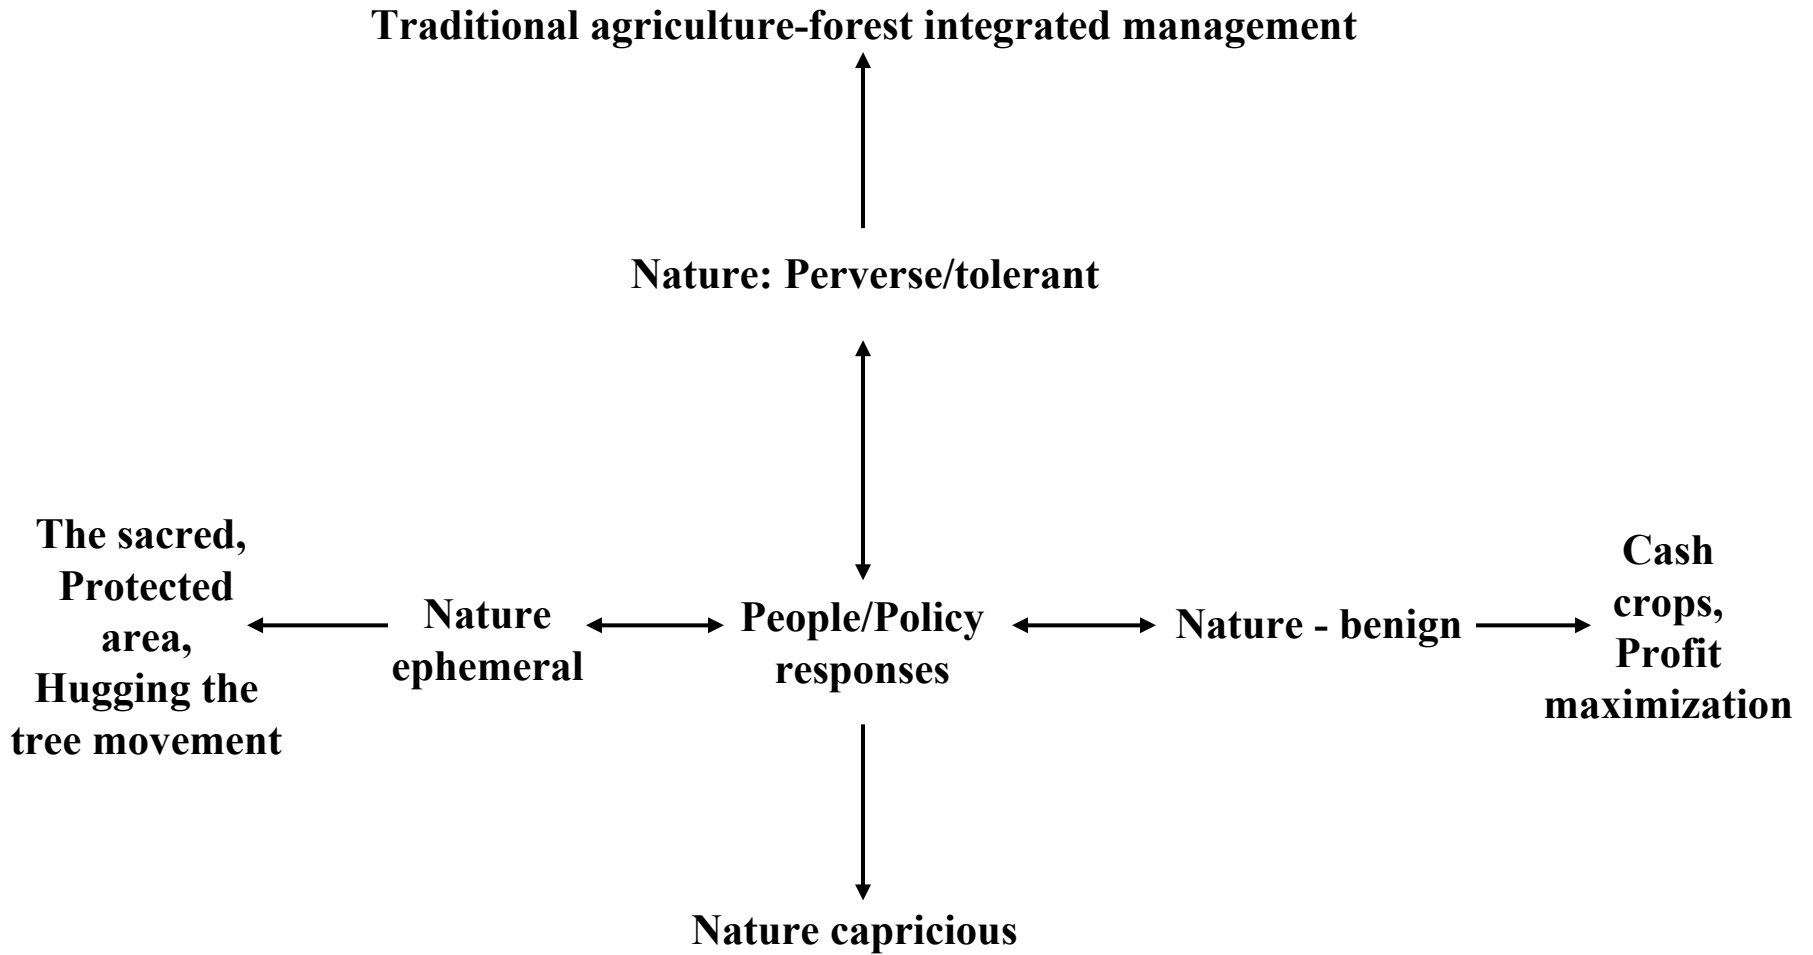 Traditional agriculture-forest integrated management
Nature: Perverse/tolerant
The sacred,
Protected
area,
Hugging the
tree movement
Nature
ephemeral
People/Policy
responses
Nature - benign
Cash
crops,
Profit
maximization
Nature capricious